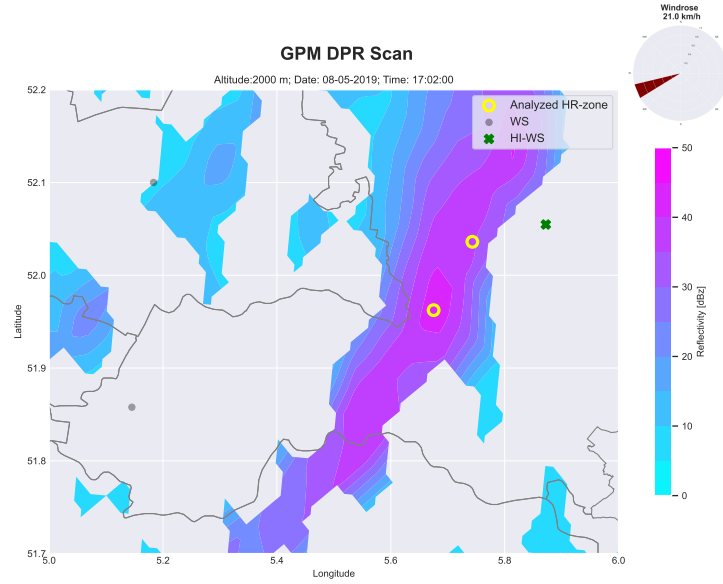 Windrose
21.0 km/h
GPM DPR Scan
Altitude:2000 m; Date: 08-05-2019; Time: 17:02:00
Analyzed HR-zone
WS
HI-WS
52.2
52.1
52.0
51.9
51.8
51.7
Latitude
5.0
5.2
5.4
5.6
5.8
6.0
Longitude
50
40
30
20
10
0
Reflectivity [dBz]